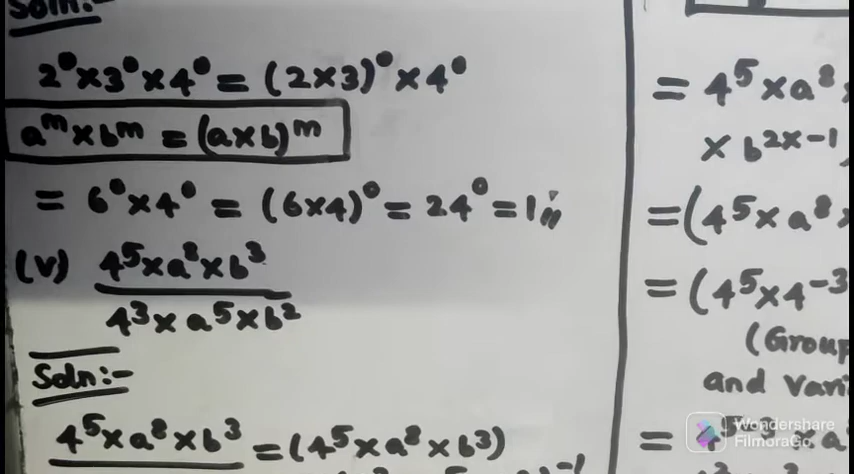 Soln:-
2⁰×3⁰×4⁰ = (2×3)⁰×4⁰
aᵐ×bᵐ = (a×b)ᵐ
= 6⁰×4⁰ = (6×4)⁰ = 24⁰ = 1
(v) 4⁵×a⁸×b³
4³×a⁵×b²
Soln:-
4⁵×a⁸×b³ = (4⁵×a⁸×b³)
= 4⁵×a⁸
× b²ˣ⁻¹
=(4⁵×a⁸×
= (4⁵×4⁻³
(Group
and Vari
= 4⁵⁻³×a
Wondershare
FilmoraGo